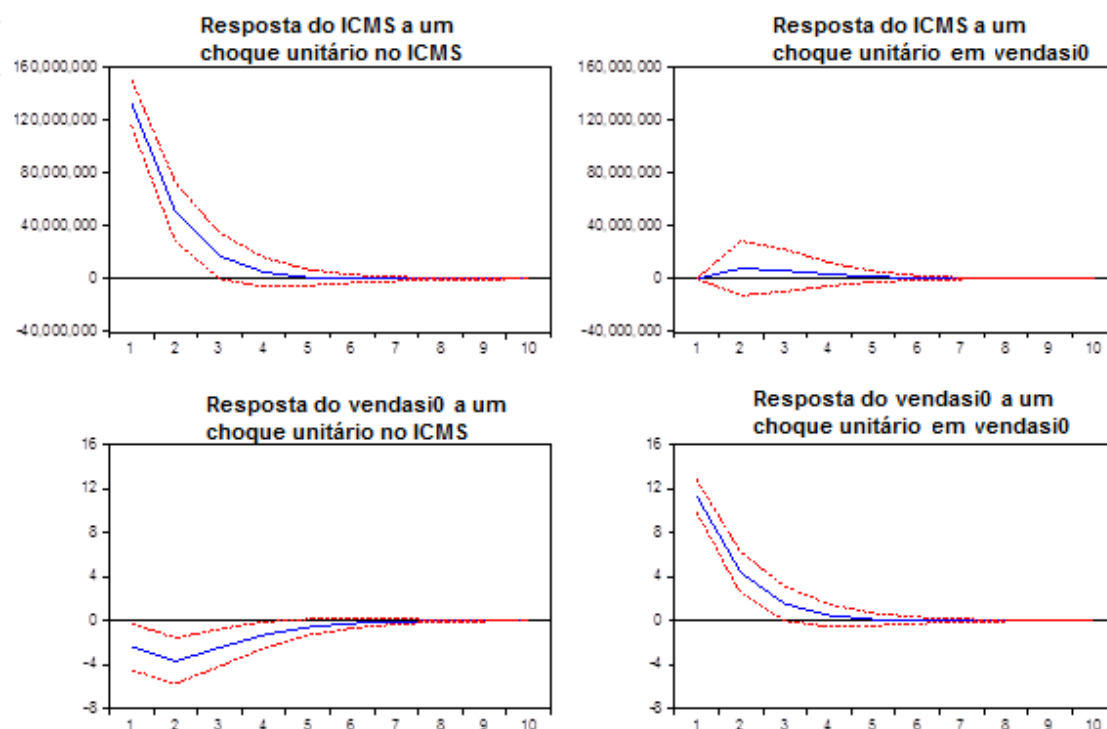 Resposta do ICMS a um
choque unitário no ICMS
160,000,000
120,000,000
80,000,000
40,000,000
0
-40,000,000
1 2 3 4 5 6 7 8 9 10
Resposta do ICMS a um
choque unitário em vendasi0
160,000,000
120,000,000
80,000,000
40,000,000
0
-40,000,000
1 2 3 4 5 6 7 8 9 10
Resposta do vendasi0 a um
choque unitário no ICMS
16
12
8
4
0
-4
-8
1 2 3 4 5 6 7 8 9 10
Resposta do vendasi0 a um
choque unitário em vendasi0
16
12
8
4
0
-4
-8
1 2 3 4 5 6 7 8 9 10